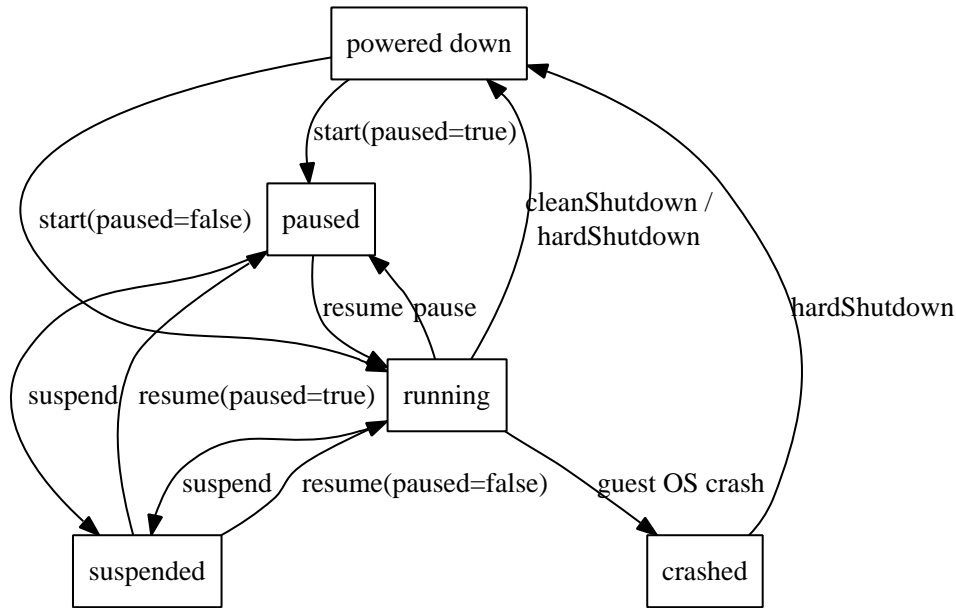 powered down
start(paused=true)
cleanShutdown /
hardShutdown
start(paused=false)
paused
resume
pause
hardShutdown
suspend
resume(paused=true)
running
suspend
resume(paused=false)
guest OS crash
suspended
crashed